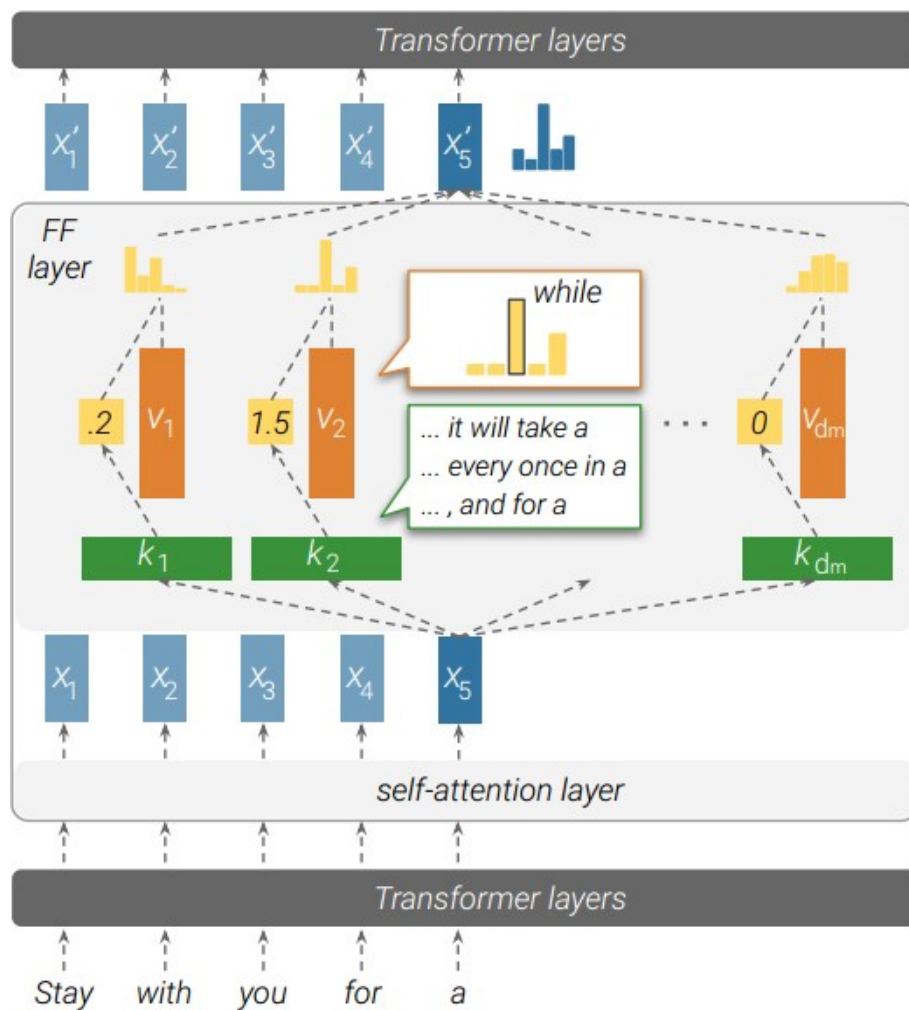 Transformer layers
x′1 x′2 x′3 x′4 x′5
FF
layer
while
.2 v1 1.5 v2 ... 0 vdm
... it will take a
... every once in a
... , and for a
k1 k2 kdm
x1 x2 x3 x4 x5
self-attention layer
Transformer layers
Stay with you for a